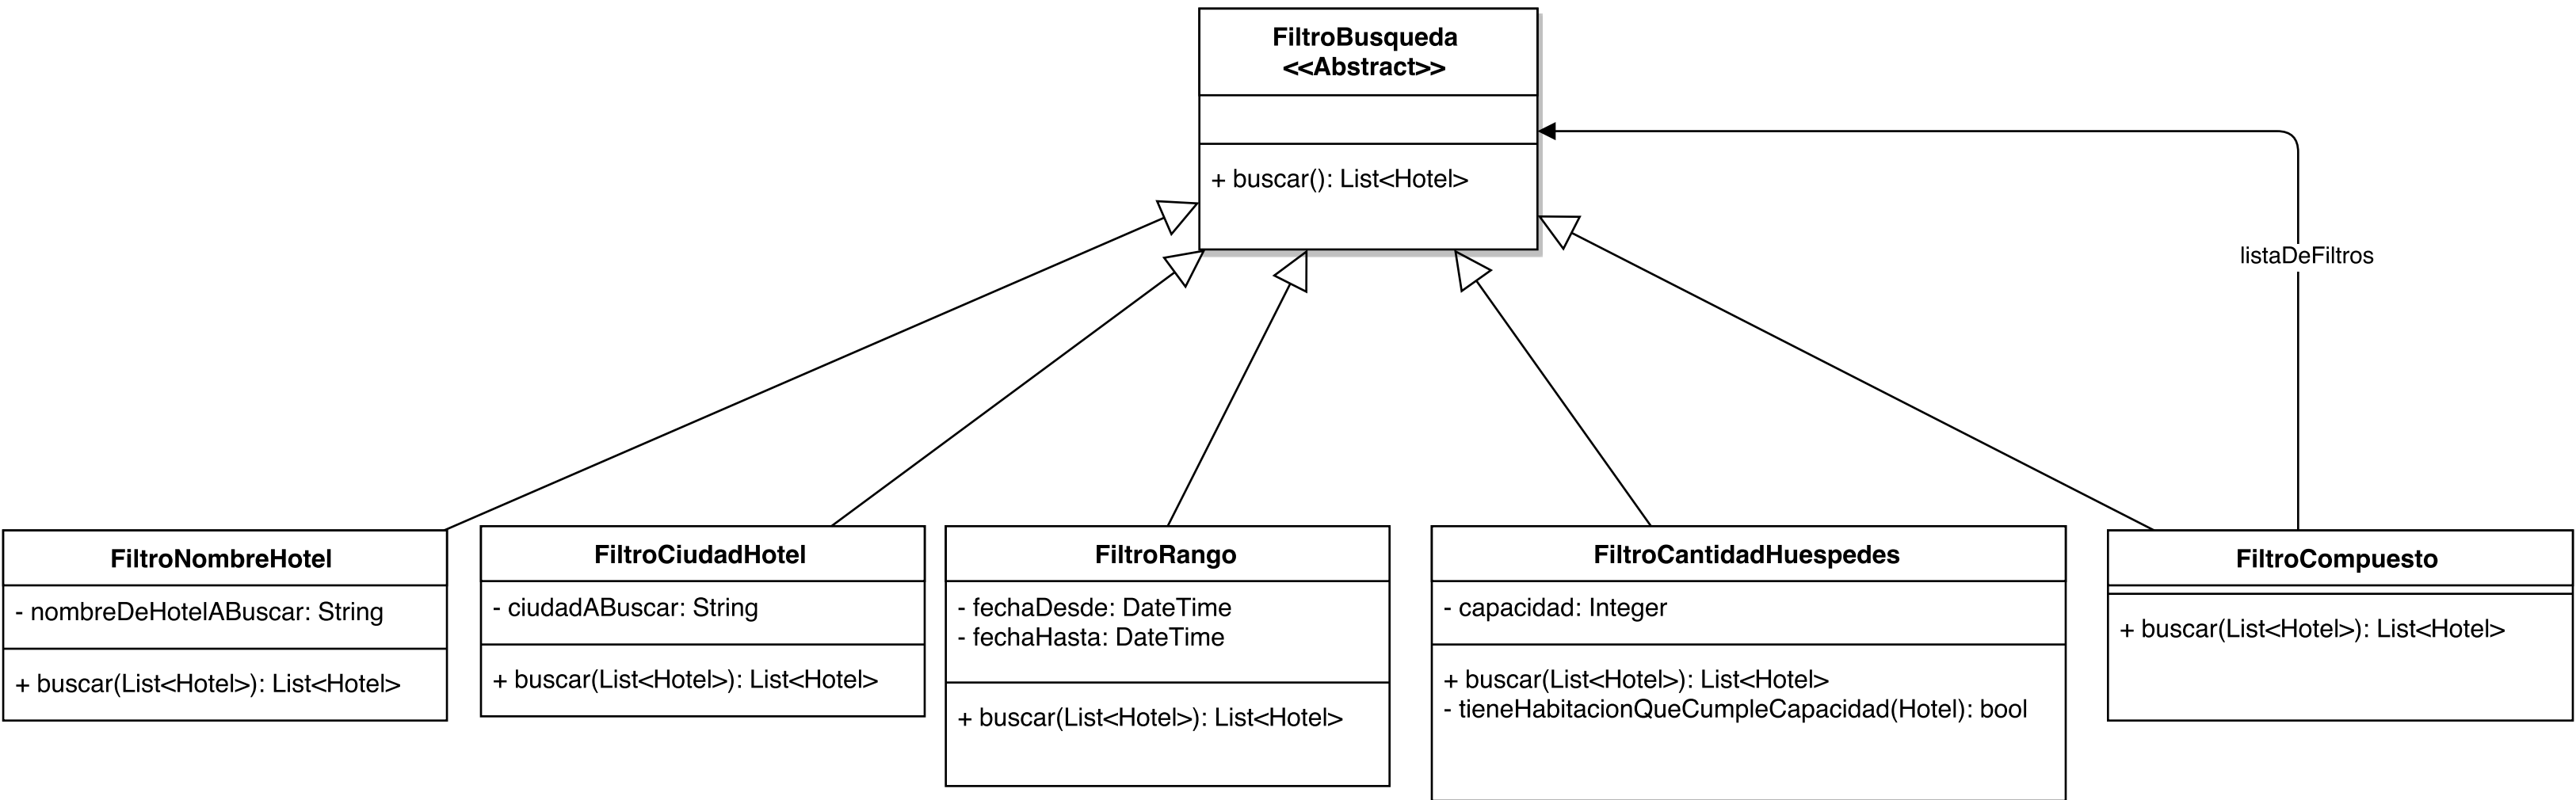 FiltroBusqueda
<<Abstract>>
+ buscar(): List<Hotel>
listaDeFiltros
FiltroNombreHotel
- nombreDeHotelABuscar: String
+ buscar(List<Hotel>): List<Hotel>
FiltroCiudadHotel
- ciudadABuscar: String
+ buscar(List<Hotel>): List<Hotel>
FiltroRango
- fechaDesde: DateTime
- fechaHasta: DateTime
+ buscar(List<Hotel>): List<Hotel>
FiltroCantidadHuespedes
- capacidad: Integer
+ buscar(List<Hotel>): List<Hotel>
- tieneHabitacionQueCumpleCapacidad(Hotel): bool
FiltroCompuesto
+ buscar(List<Hotel>): List<Hotel>